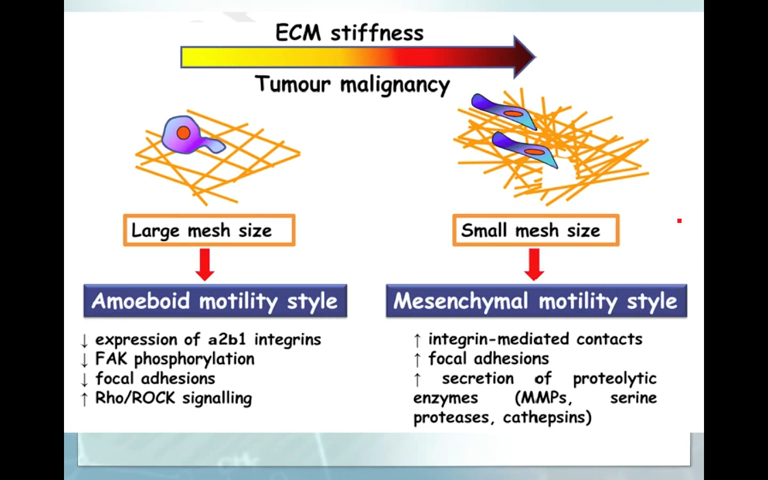 ECM stiffness
Tumour malignancy
Large mesh size
Small mesh size
Amoeboid motility style
Mesenchymal motility style
↓ expression of a2b1 integrins
↓ FAK phosphorylation
↓ focal adhesions
↑ Rho/ROCK signalling
↑ integrin-mediated contacts
↑ focal adhesions
↑ secretion of proteolytic
enzymes (MMPs, serine
proteases, cathepsins)